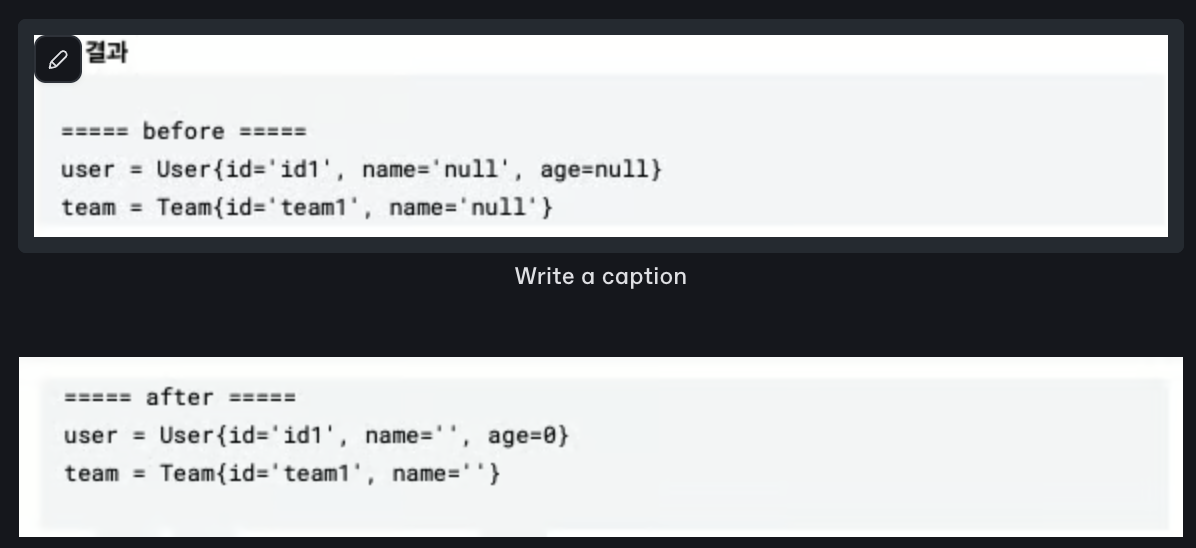 결과
===== before =====
user = User{id='id1', name='null', age=null}
team = Team{id='team1', name='null'}
Write a caption
===== after =====
user = User{id='id1', name='', age=0}
team = Team{id='team1', name=''}